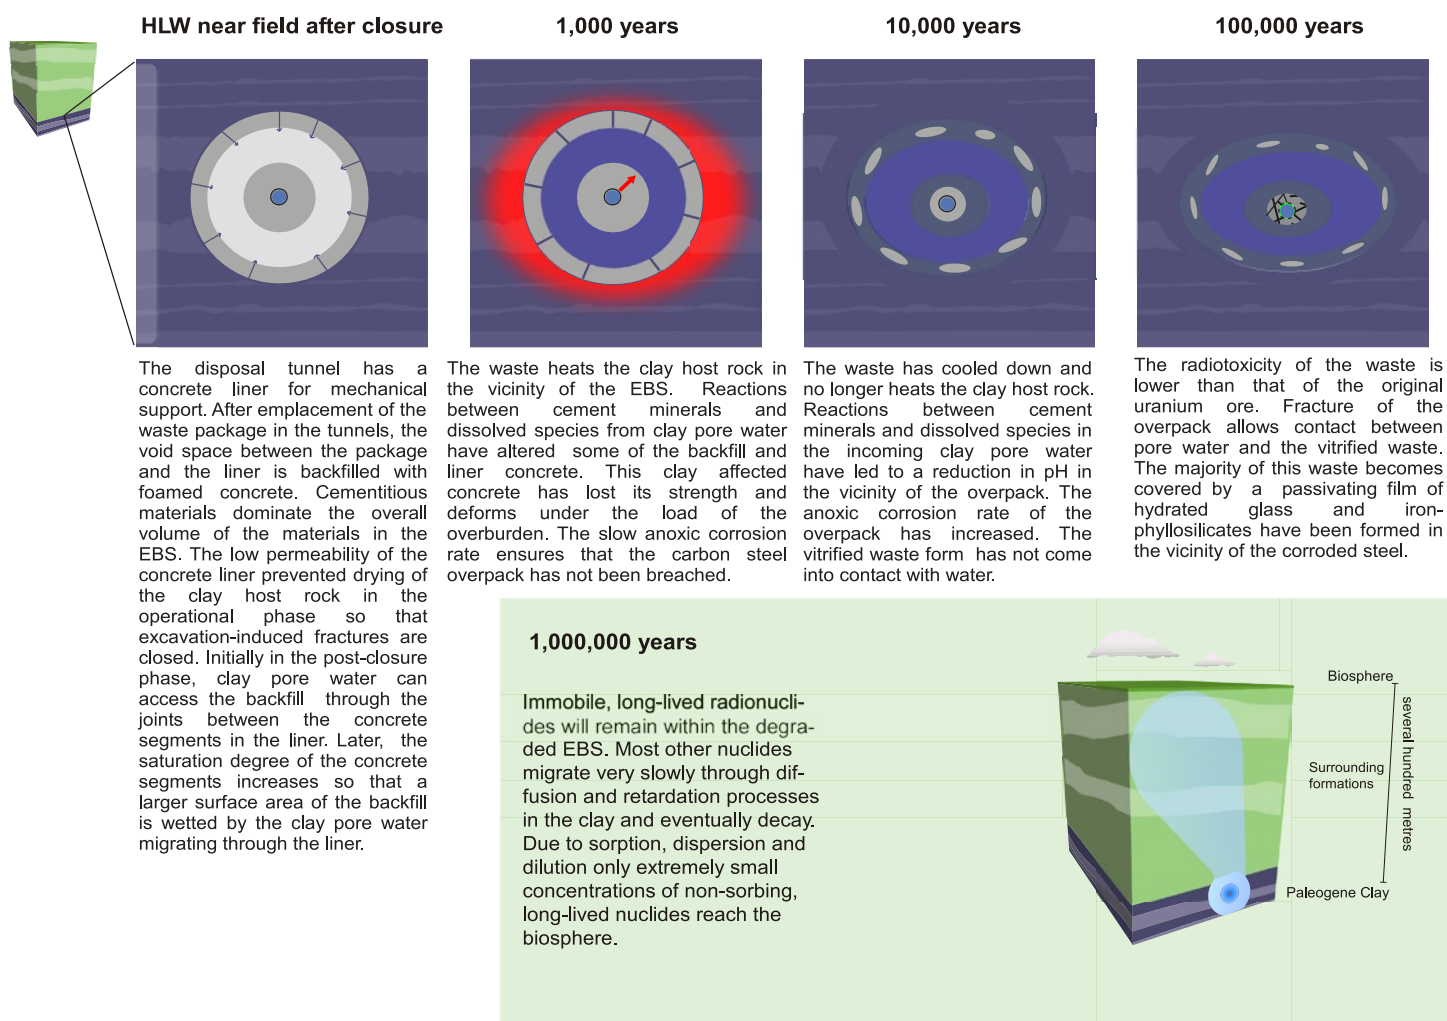 HLW near field after closure
The disposal tunnel has a
concrete liner for mechanical
support. After emplacement of the
waste package in the tunnels, the
void space between the package
and the liner is backfilled with
foamed concrete. Cementitious
materials dominate the overall
volume of the materials in the
EBS. The low permeability of the
concrete liner prevented drying of
the clay host rock in the
operational phase so that
excavation-induced fractures are
closed. Initially in the post-closure
phase, clay pore water can
access the backfill through the
joints between the concrete
segments in the liner. Later, the
saturation degree of the concrete
segments increases so that a
larger surface area of the backfill
is wetted by the clay pore water
migrating through the liner.
1,000 years
The waste heats the clay host rock in
the vicinity of the EBS. Reactions
between cement minerals and
dissolved species from clay pore water
have altered some of the backfill and
liner concrete. This clay affected
concrete has lost its strength and
deforms under the load of the
overburden. The slow anoxic corrosion
rate ensures that the carbon steel
overpack has not been breached.
10,000 years
The waste has cooled down and
no longer heats the clay host rock.
Reactions between cement
minerals and dissolved species in
the incoming clay pore water
have led to a reduction in pH in
the vicinity of the overpack. The
anoxic corrosion rate of the
overpack has increased. The
vitrified waste form has not come
into contact with water.
100,000 years
The radiotoxicity of the waste is
lower than that of the original
uranium ore. Fracture of the
overpack allows contact between
pore water and the vitrified waste.
The majority of this waste becomes
covered by a passivating film of
hydrated glass and iron-
phyllosilicates have been formed in
the vicinity of the corroded steel.
1,000,000 years
Immobile, long-lived radionucli-
des will remain within the degra-
ded EBS. Most other nuclides
migrate very slowly through dif-
fusion and retardation processes
in the clay and eventually decay.
Due to sorption, dispersion and
dilution only extremely small
concentrations of non-sorbing,
long-lived nuclides reach the
biosphere.
Biosphere
several hundred metres
Surrounding
formations
Paleogene Clay